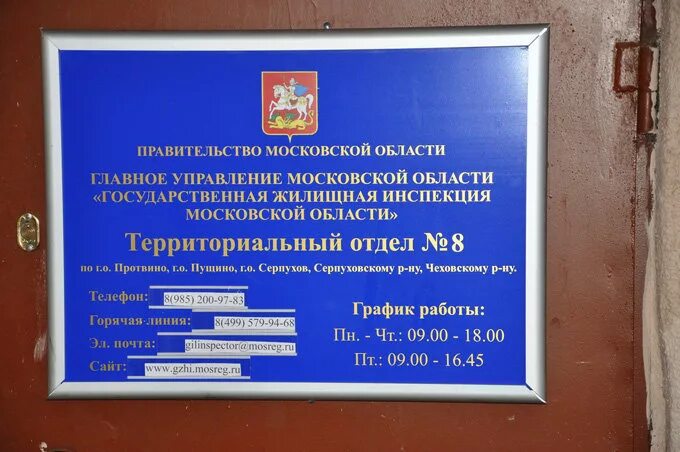 ПРАВИТЕЛЬСТВО МОСКОВСКОЙ ОБЛАСТИ
ГЛАВНОЕ УПРАВЛЕНИЕ МОСКОВСКОЙ ОБЛАСТИ
«ГОСУДАРСТВЕННАЯ ЖИЛИЩНАЯ ИНСПЕКЦИЯ
МОСКОВСКОЙ ОБЛАСТИ»
Территориальный отдел №8
по г.о. Протвино, г.о. Пущино, г.о. Серпухов, Серпуховскому р-ну, Чеховскому р-ну.
Телефон: 8(985) 200-97-83
Горячая-линия: 8(499) 579-94-68
Эл. почта: gilinspector@mosreg.ru
Сайт: www.gzhi.mosreg.ru
График работы:
Пн. - Чт.: 09.00 - 18.00
Пт.: 09.00 - 16.45